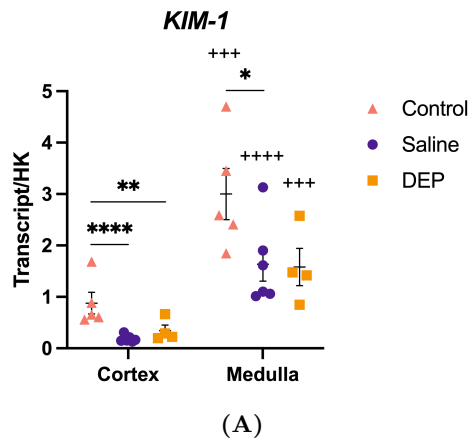 KIM-1
+++
*
Control
Saline
DEP
++++
+++
**
****
Transcript/HK
5
4
3
2
1
0
Cortex
Medulla
(A)